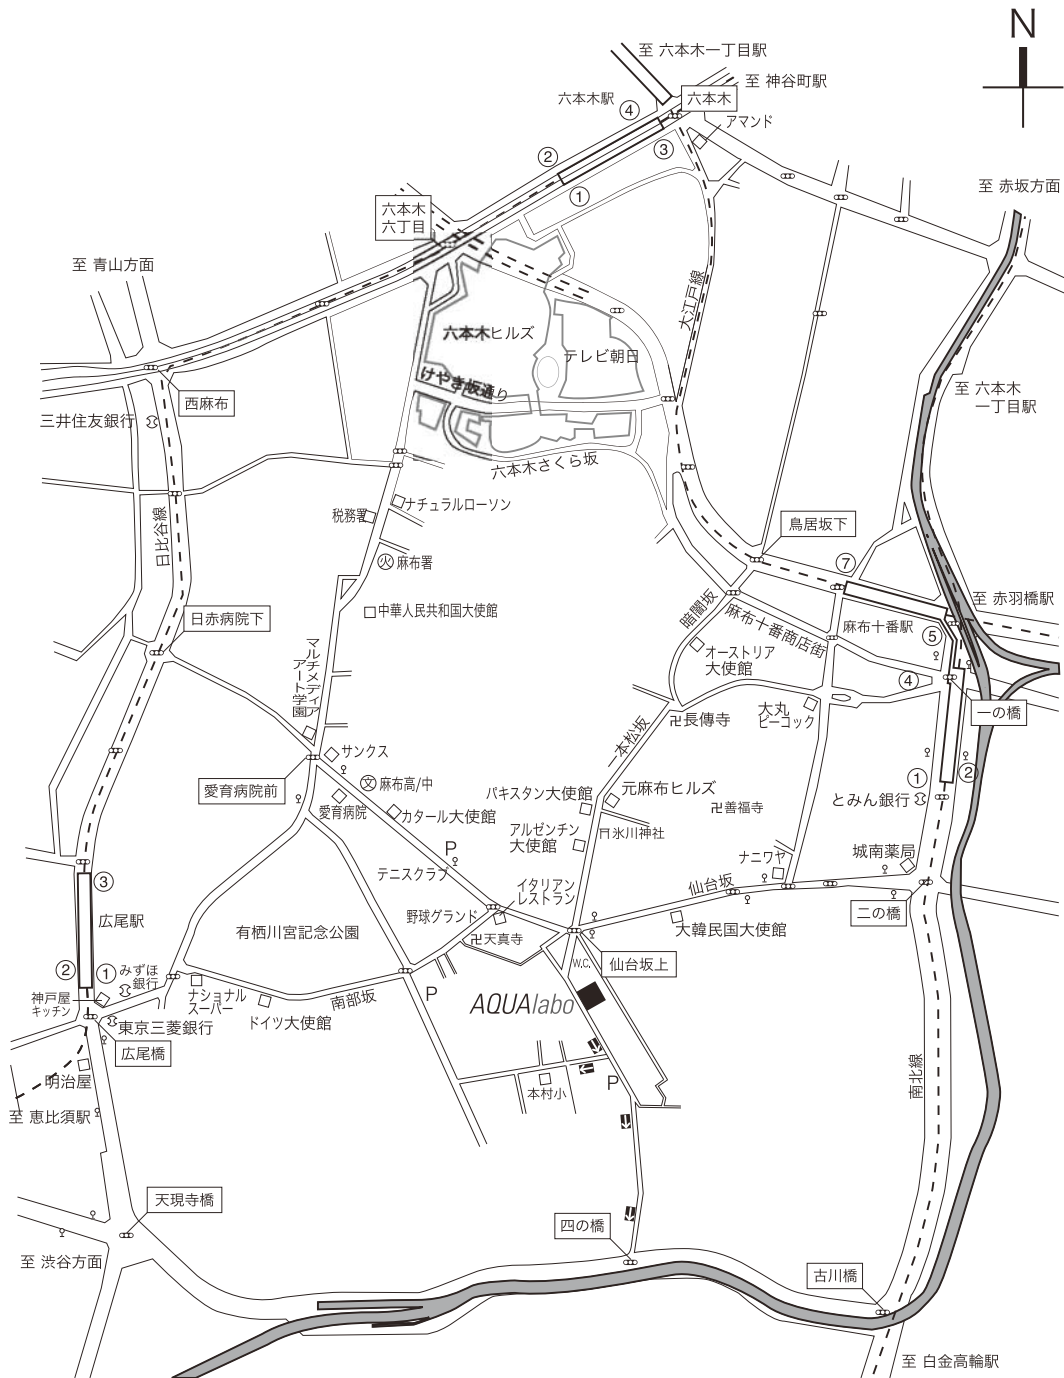 N
至 六本木一丁目駅
至 神谷町駅
六本木駅
④
六本木
アマンド
②
③
①
至 赤坂方面
六本木
六丁目
至 青山方面
大江戸線
六本木ヒルズ
テレビ朝日
けやき坂通り
至 六本木
一丁目駅
西麻布
三井住友銀行
六本木さくら坂
ナチュラルローソン
税務署
日比谷線
鳥居坂下
火 麻布署
⑦
中華人民共和国大使館
至 赤羽橋駅
日赤病院下
暗闇坂
麻布十番商店街
麻布十番駅
⑤
オーストリア
大使館
マルチメディア
アート学園
④
卍長傳寺
大丸
ピーコック
一の橋
一本松坂
サンクス
愛育病院前
文 麻布高/中
愛育病院
カタール大使館
パキスタン大使館
元麻布ヒルズ
卍善福寺
①
②
とみん銀行
アルゼンチン
大使館
氷川神社
P
テニスクラブ
ナニワヤ
城南薬局
③
広尾駅
イタリアン
レストラン
仙台坂
野球グランド
二の橋
有栖川宮記念公園
卍天真寺
大韓民国大使館
仙台坂上
W.C.
②
①
みずほ
銀行
神戸屋
キッチン
ナショナル
スーパー
ドイツ大使館
南部坂
P
AQUAlabo
東京三菱銀行
広尾橋
明治屋
本村小
P
南北線
至 恵比須駅
天現寺橋
四の橋
至 渋谷方面
古川橋
至 白金高輪駅